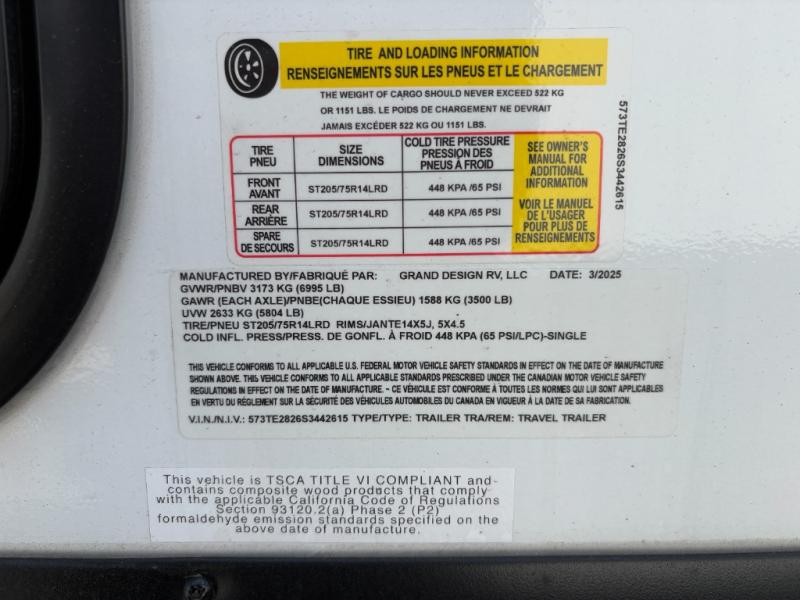 TIRE AND LOADING INFORMATION
RENSEIGNEMENTS SUR LES PNEUS ET LE CHARGEMENT
THE WEIGHT OF CARGO SHOULD NEVER EXCEED 522 KG
OR 1151 LBS. LE POIDS DE CHARGEMENT NE DEVRAIT
JAMAIS EXCÉDER 522 KG OU 1151 LBS.
TIRE
PNEU
SIZE
DIMENSIONS
COLD TIRE PRESSURE
PRESSION DES
PNEUS À FROID
FRONT
AVANT
ST205/75R14LRD
448 KPA /65 PSI
REAR
ARRIÈRE
ST205/75R14LRD
448 KPA /65 PSI
SPARE
DE SECOURS
ST205/75R14LRD
448 KPA /65 PSI
SEE OWNER'S
MANUAL FOR
ADDITIONAL
INFORMATION
VOIR LE MANUEL
DE L'USAGER
POUR PLUS DE
RENSEIGNEMENTS
573TE2826S3442615
MANUFACTURED BY/FABRIQUÉ PAR: GRAND DESIGN RV, LLC DATE: 3/2025
GVWR/PNBV 3173 KG (6995 LB)
GAWR (EACH AXLE)/PNBE(CHAQUE ESSIEU) 1588 KG (3500 LB)
UVW 2633 KG (5804 LB)
TIRE/PNEU ST205/75R14LRD RIMS/JANTE14X5J, 5X4.5
COLD INFL. PRESS/PRESS. DE GONFL. À FROID 448 KPA (65 PSI/LPC)-SINGLE
THIS VEHICLE CONFORMS TO ALL APPLICABLE U.S. FEDERAL MOTOR VEHICLE SAFETY STANDARDS IN EFFECT ON THE DATE OF MANUFACTURE
SHOWN ABOVE. THIS VEHICLE CONFORMS TO ALL APPLICABLE STANDARDS PRESCRIBED UNDER THE CANADIAN MOTOR VEHICLE SAFETY
REGULATIONS IN EFFECT ON THE DATE OF MANUFACTURE. - CE VÉHICULE EST CONFORME À TOUTES LES NORMES QUI LUI SONT APPLICABLES
EN VERTU DU RÈGLEMENT SUR LA SÉCURITÉ DES VÉHICULES AUTOMOBILES DU CANADA EN VIGUEUR À LA DATE DE SA FABRICATION.
V.I.N./N.I.V.: 573TE2826S3442615 TYPE/TYPE: TRAILER TRA/REM: TRAVEL TRAILER
This vehicle is TSCA TITLE VI COMPLIANT and
contains composite wood products that comply
with the applicable California Code of Regulations
Section 93120.2(a) Phase 2 (P2)
formaldehyde emission standards specified on the
above date of manufacture.